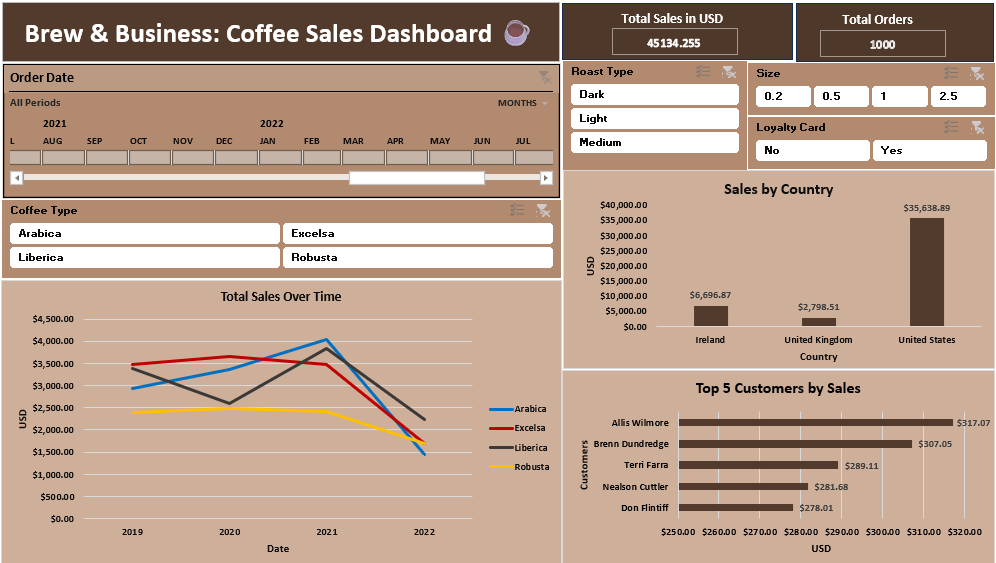 Brew & Business: Coffee Sales Dashboard
Total Sales in USD
45134.255
Total Orders
1000
Order Date
All Periods
MONTHS
2021
2022
L AUG SEP OCT NOV DEC JAN FEB MAR APR MAY JUN JUL
Roast Type
Dark
Light
Medium
Size
0.2 0.5 1 2.5
Loyalty Card
No Yes
Coffee Type
Arabica Excelsa
Liberica Robusta
Sales by Country
USD
$40,000.00
$35,000.00
$30,000.00
$25,000.00
$20,000.00
$15,000.00
$10,000.00
$5,000.00
$0.00
$6,696.87
$2,798.51
$35,638.89
Ireland United Kingdom United States
Country
Total Sales Over Time
USD
$4,500.00
$4,000.00
$3,500.00
$3,000.00
$2,500.00
$2,000.00
$1,500.00
$1,000.00
$500.00
$0.00
2019 2020 2021 2022
Date
Arabica
Excelsa
Liberica
Robusta
Top 5 Customers by Sales
Customers
Allis Wilmore $317.07
Brenn Dundredge $307.05
Terri Farra $289.11
Nealson Cuttler $281.68
Don Flintiff $278.01
$250.00 $260.00 $270.00 $280.00 $290.00 $300.00 $310.00 $320.00
USD